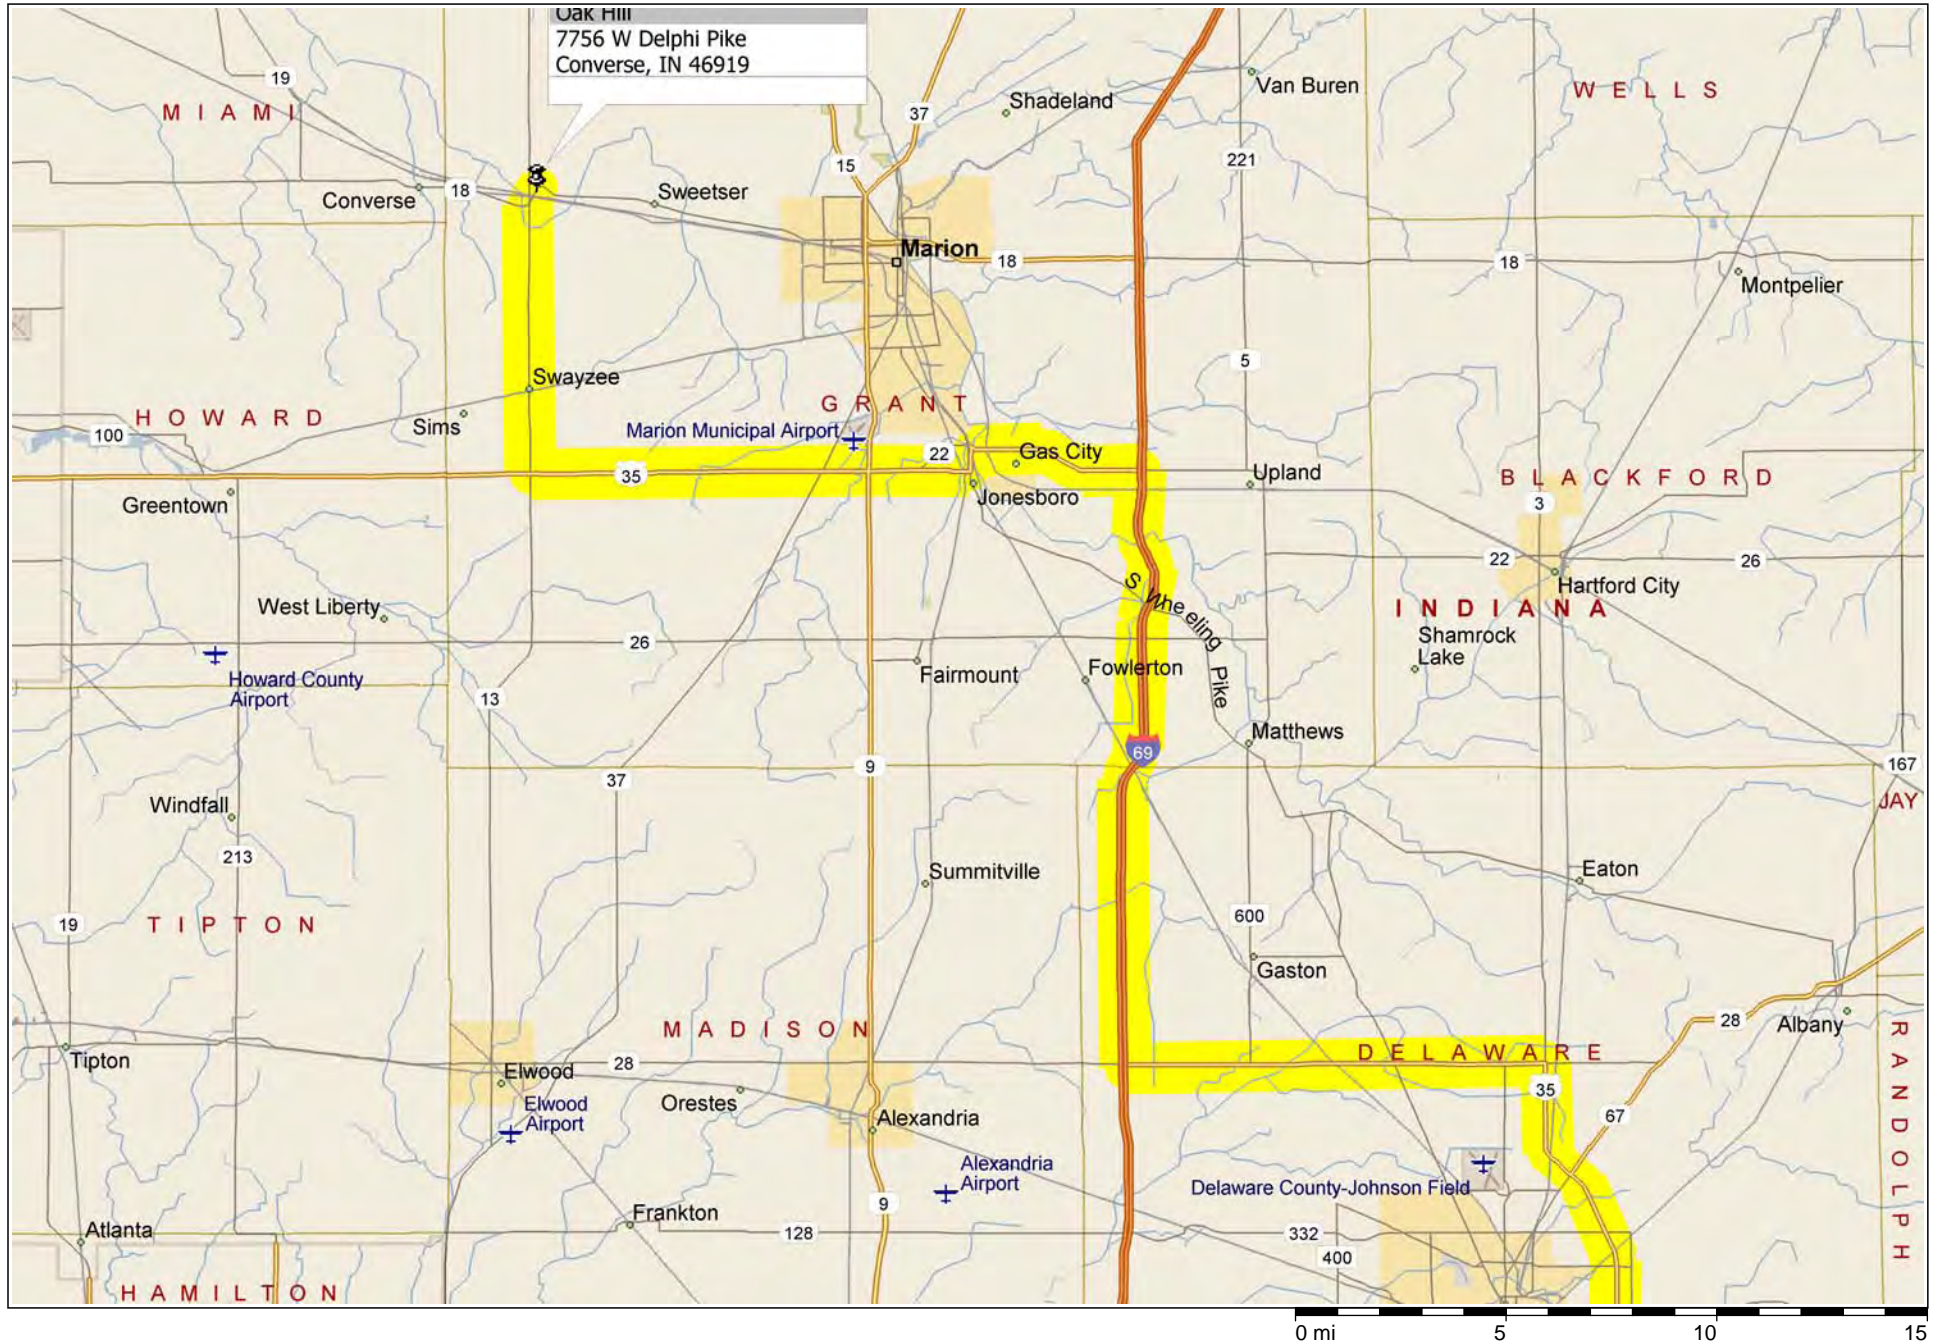 Oak Hill
7756 W Delphi Pike
Converse, IN 46919
19
MIAMI
37
Shadeland
Van Buren
WELLS
15
221
Converse
18
Sweetser
Marion
18
18
Montpelier
5
Swayzee
HOWARD
GRANT
100
Sims
Marion Municipal Airport
22
Gas City
35
Jonesboro
Upland
BLACKFORD
3
Greentown
22
26
Hartford City
S Wheeling Pike
INDIANA
West Liberty
Shamrock
Lake
26
Fairmount
Fowlerton
Howard County
Airport
13
Matthews
69
9
167
37
JAY
Windfall
213
Summitville
Eaton
600
19
TIPTON
Gaston
MADISON
28
Albany
RANDOLPH
Tipton
28
DELAWARE
Elwood
35
Orestes
Elwood
Airport
67
Alexandria
Alexandria
Airport
Delaware County-Johnson Field
9
Frankton
Atlanta
128
332
400
HAMILTON
0 mi
5
10
15